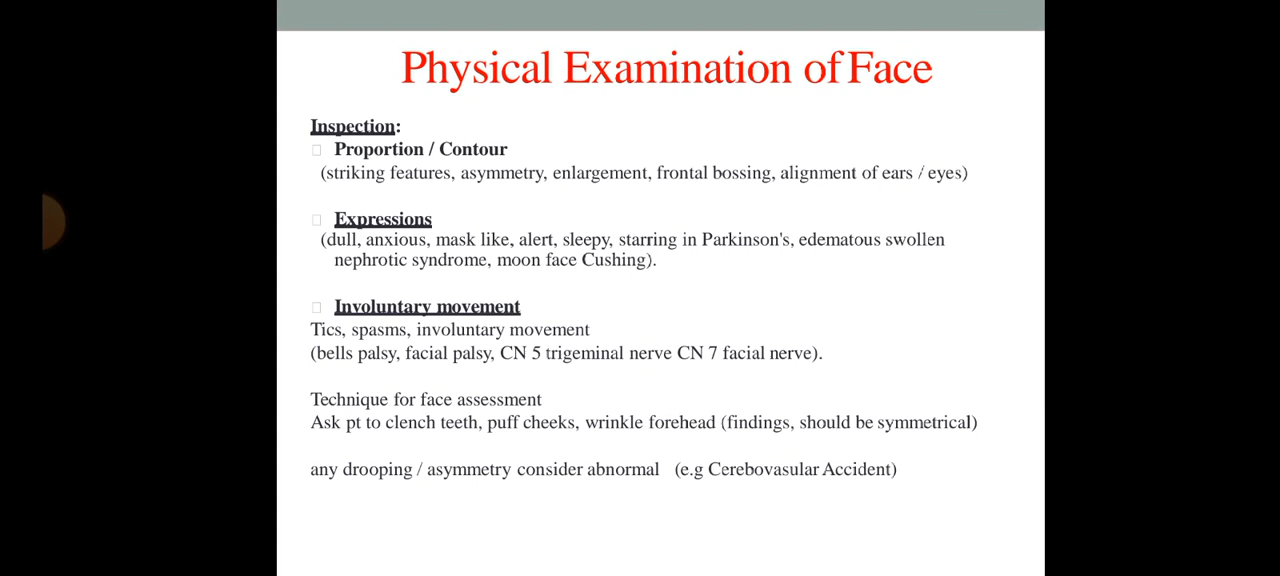 Physical Examination of Face
Inspection:
Proportion / Contour
(striking features, asymmetry, enlargement, frontal bossing, alignment of ears / eyes)
Expressions
(dull, anxious, mask like, alert, sleepy, starring in Parkinson's, edematous swollen
nephrotic syndrome, moon face Cushing).
Involuntary movement
Tics, spasms, involuntary movement
(bells palsy, facial palsy, CN 5 trigeminal nerve CN 7 facial nerve).
Technique for face assessment
Ask pt to clench teeth, puff cheeks, wrinkle forehead (findings, should be symmetrical)
any drooping / asymmetry consider abnormal (e.g Cerebovasular Accident)